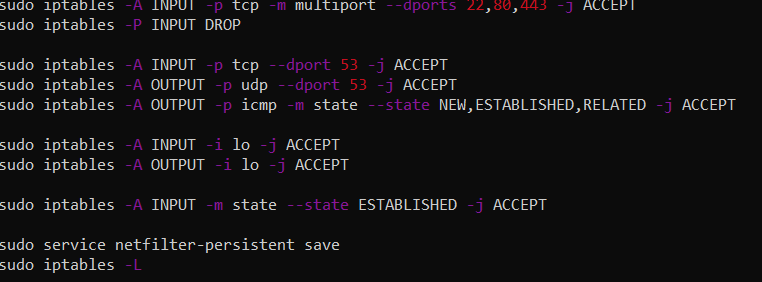 sudo iptables -A INPUT -p tcp -m multiport --dports 22,80,443 -j ACCEPT
sudo iptables -P INPUT DROP
sudo iptables -A INPUT -p tcp --dport 53 -j ACCEPT
sudo iptables -A OUTPUT -p udp --dport 53 -j ACCEPT
sudo iptables -A OUTPUT -p icmp -m state --state NEW,ESTABLISHED,RELATED -j ACCEPT
sudo iptables -A INPUT -i lo -j ACCEPT
sudo iptables -A OUTPUT -i lo -j ACCEPT
sudo iptables -A INPUT -m state --state ESTABLISHED -j ACCEPT
sudo service netfilter-persistent save
sudo iptables -L